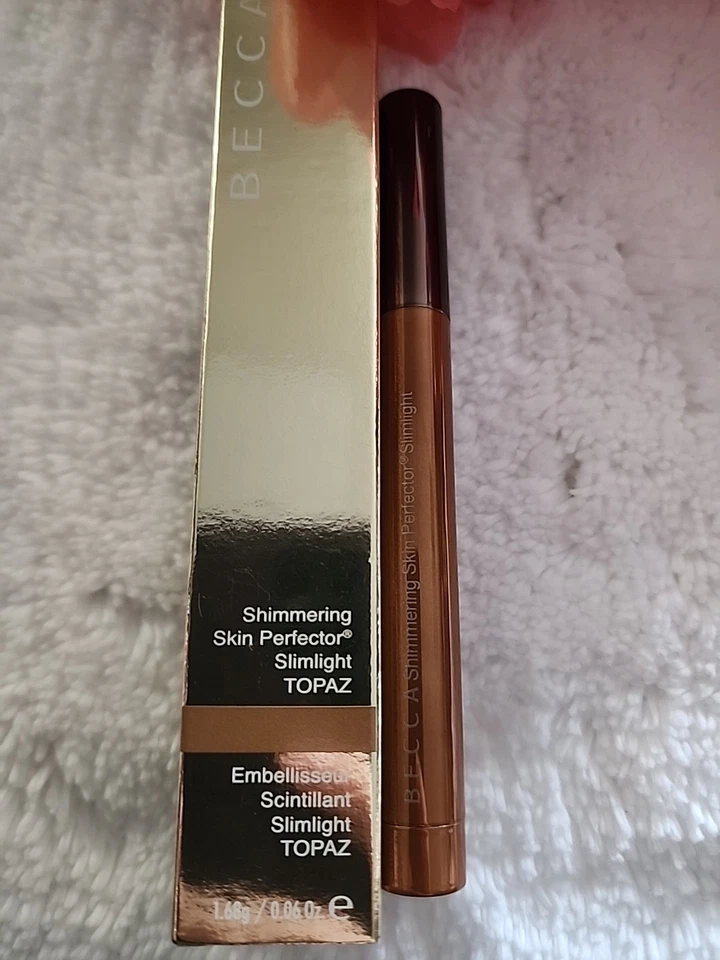 BECCA
Shimmering
Skin Perfector®
Slimlight
TOPAZ
Embellisseur
Scintillant
Slimlight
TOPAZ
1.68g / 0.06 Oz ℮
BECCA Shimmering Skin Perfector® Slimlight